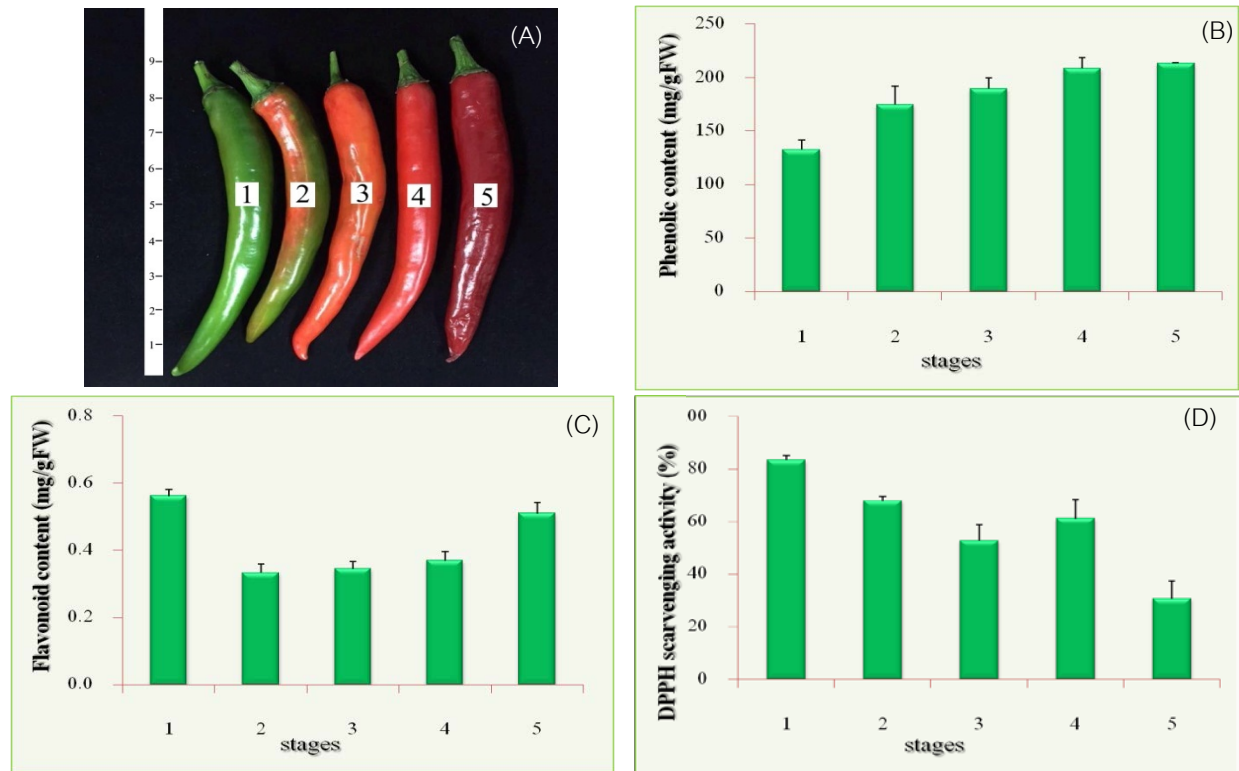 (A)
9
8
7
6
5
4
3
2
1
1
2
3
4
5
(B)
Phenolic content (mg/gFW)
250
200
150
100
50
0
1 2 3 4 5
stages
(C)
Flavonoid content (mg/gFW)
0.8
0.6
0.4
0.2
0.0
1 2 3 4 5
stages
(D)
DPPH scarvenging activity (%)
00
80
60
40
20
0
1 2 3 4 5
stages